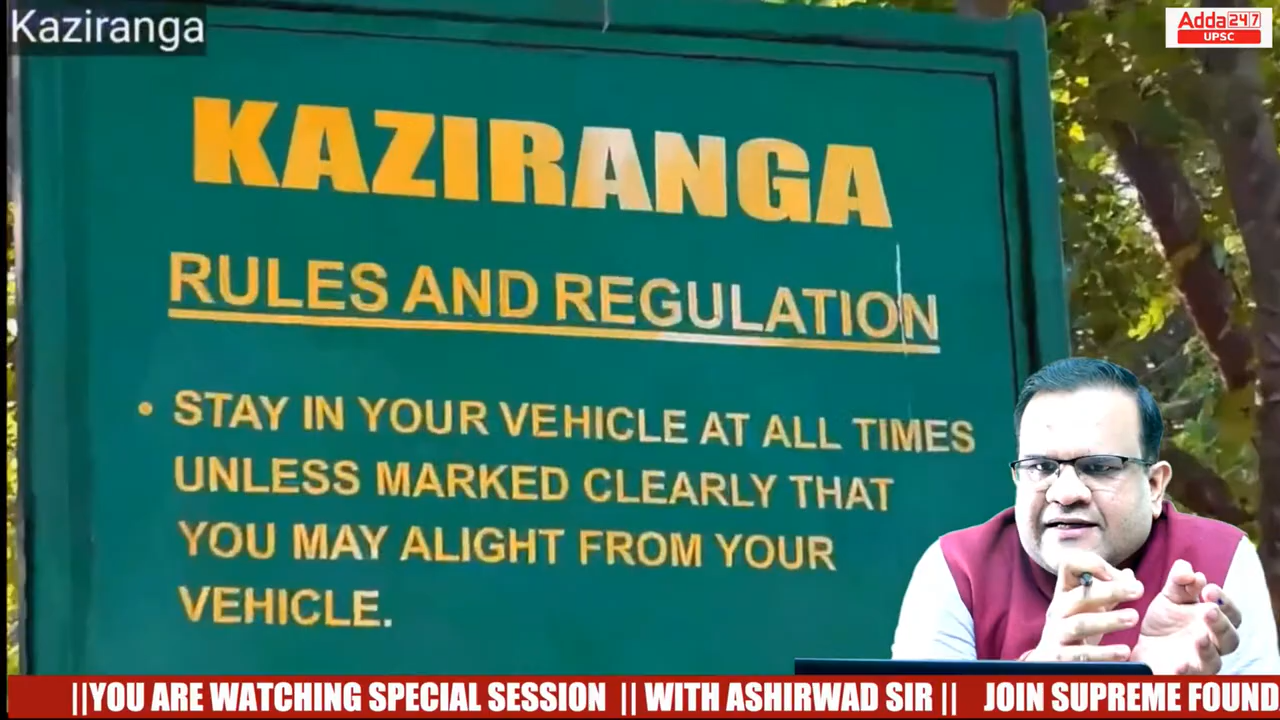 Kaziranga
Adda247
UPSC
KAZIRANGA
RULES AND REGULATION
• STAY IN YOUR VEHICLE AT ALL TIMES
UNLESS MARKED CLEARLY THAT
YOU MAY ALIGHT FROM YOUR
VEHICLE.
||YOU ARE WATCHING SPECIAL SESSION || WITH ASHIRWAD SIR || JOIN SUPREME FOUND